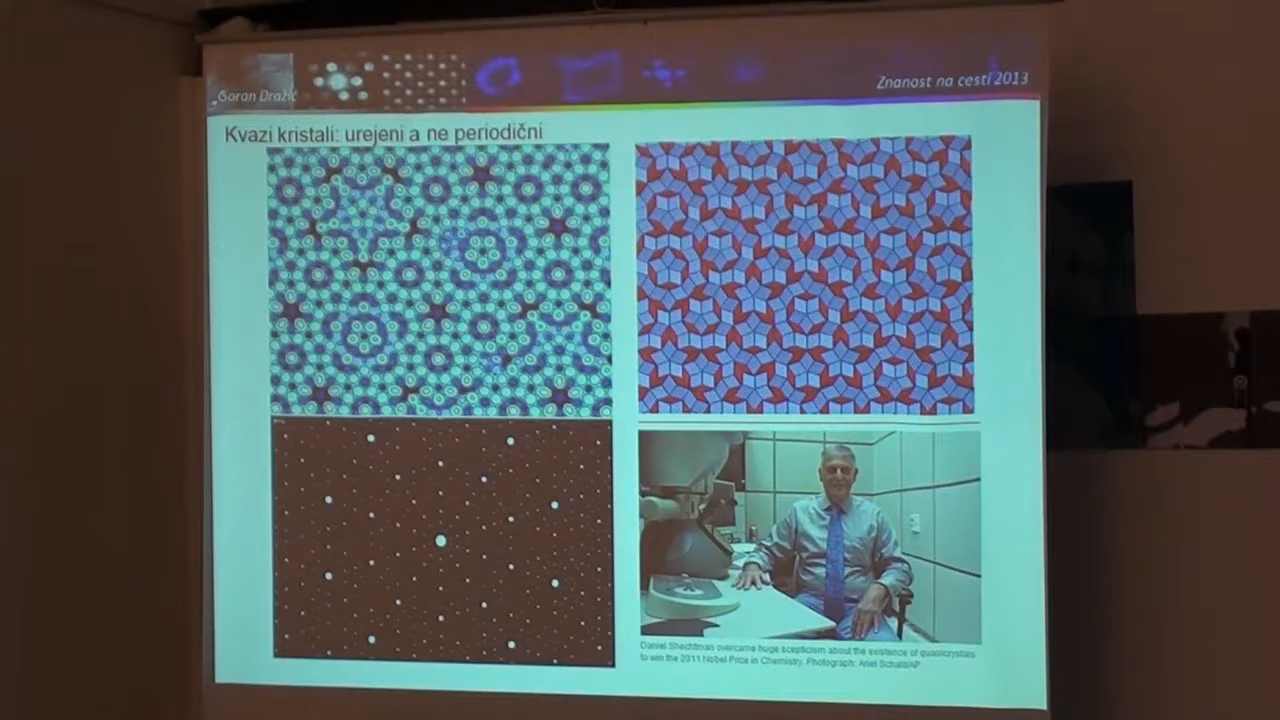 Goran Dražić
Znanost na cesti 2013
Kvazi kristali: urejeni a ne periodični
Daniel Shechtman overcame huge scepticism about the existence of quasicrystals
to win the 2011 Nobel Prize in Chemistry. Photograph: Ariel Schalit/AP